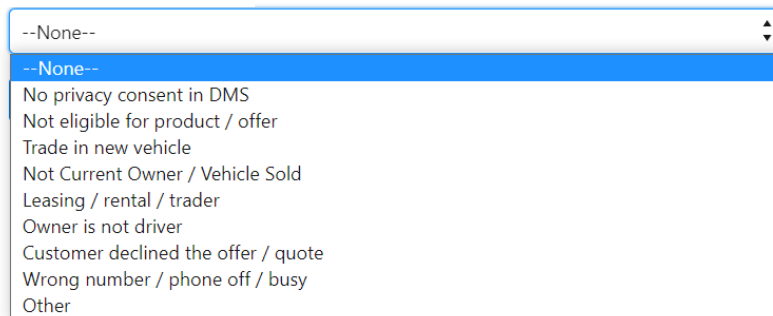 --None--
--None--
No privacy consent in DMS
Not eligible for product / offer
Trade in new vehicle
Not Current Owner / Vehicle Sold
Leasing / rental / trader
Owner is not driver
Customer declined the offer / quote
Wrong number / phone off / busy
Other